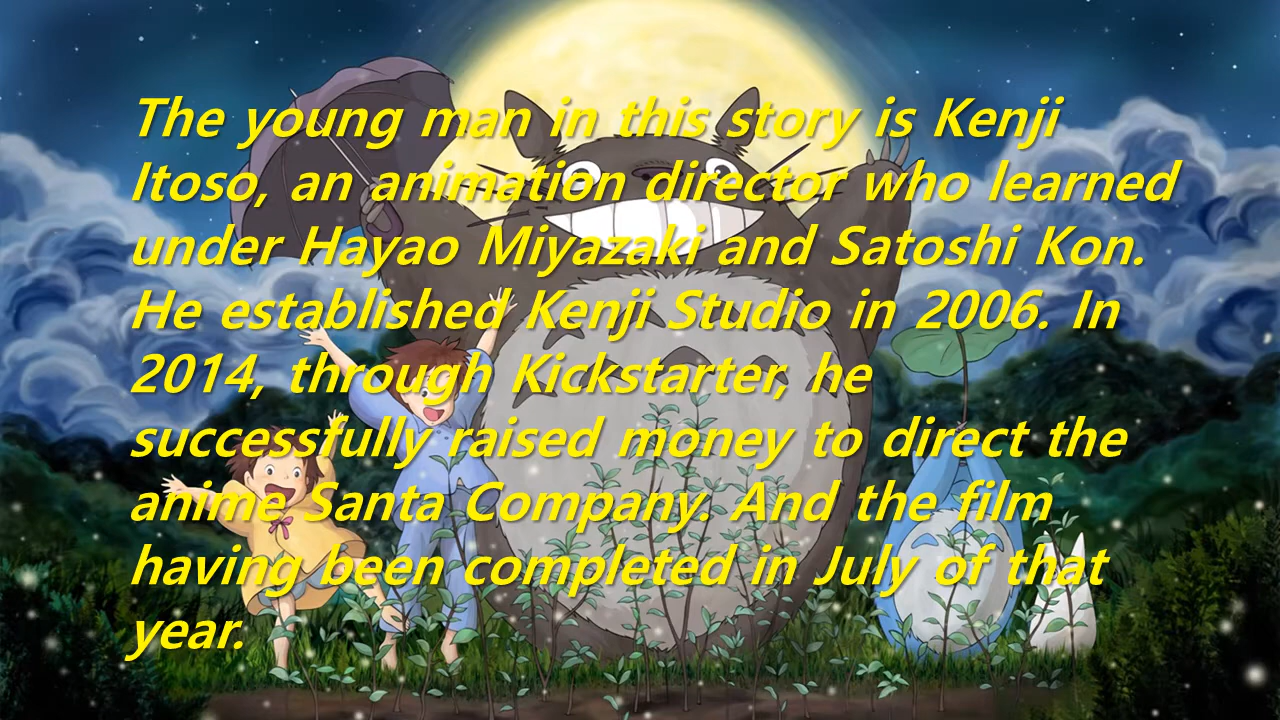 The young man in this story is Kenji
Itoso, an animation director who learned
under Hayao Miyazaki and Satoshi Kon.
He established Kenji Studio in 2006. In
2014, through Kickstarter, he
successfully raised money to direct the
anime Santa Company. And the film
having been completed in July of that
year.